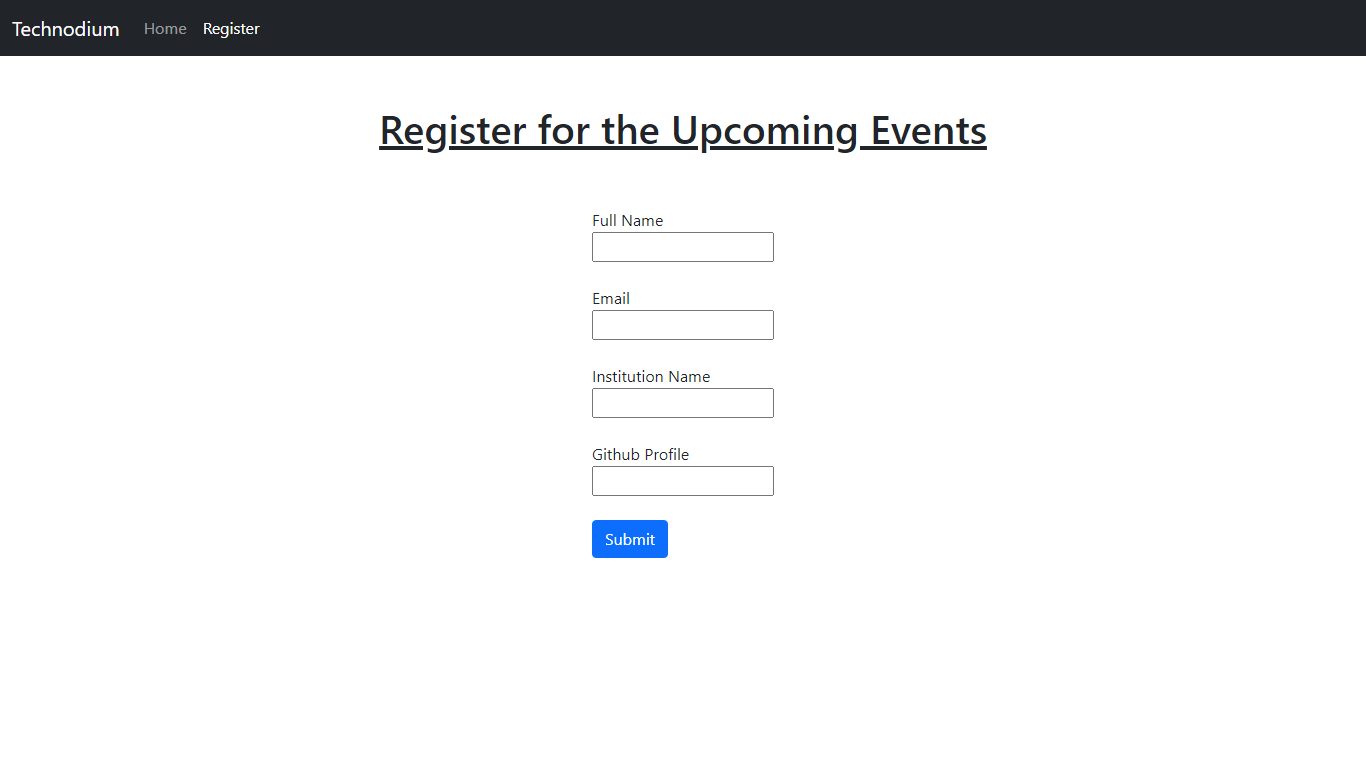 Technodium Home Register
Register for the Upcoming Events
Full Name
Email
Institution Name
Github Profile
Submit